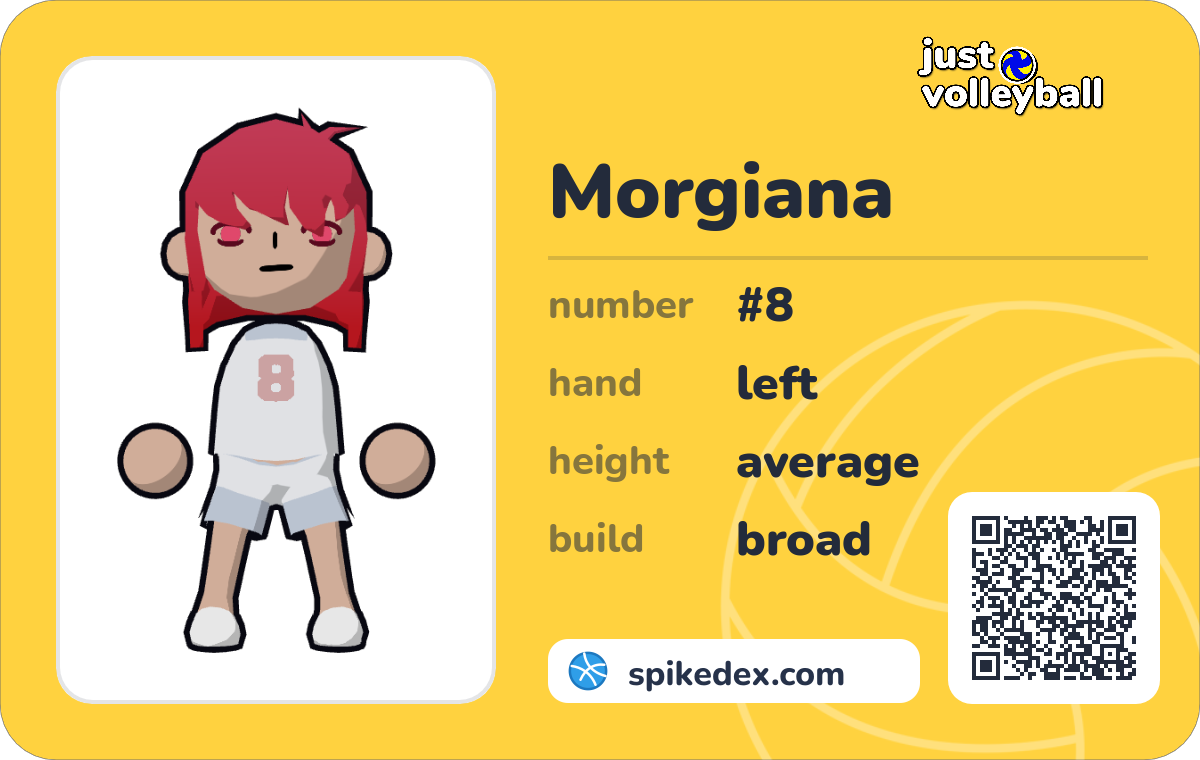 just
volleyball
Morgiana
number #8
hand left
height average
build broad
8
spikedex.com